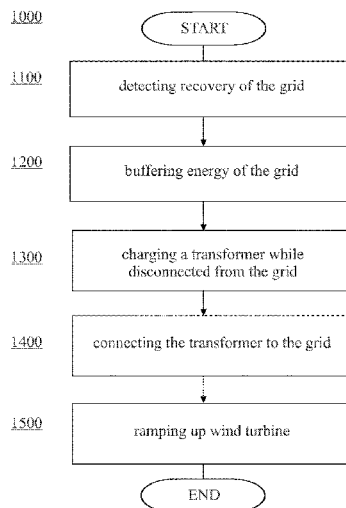 1000
START
1100
detecting recovery of the grid
1200
buffering energy of the grid
1300
charging a transformer while
disconnected from the grid
1400
connecting the transformer to the grid
1500
ramping up wind turbine
END